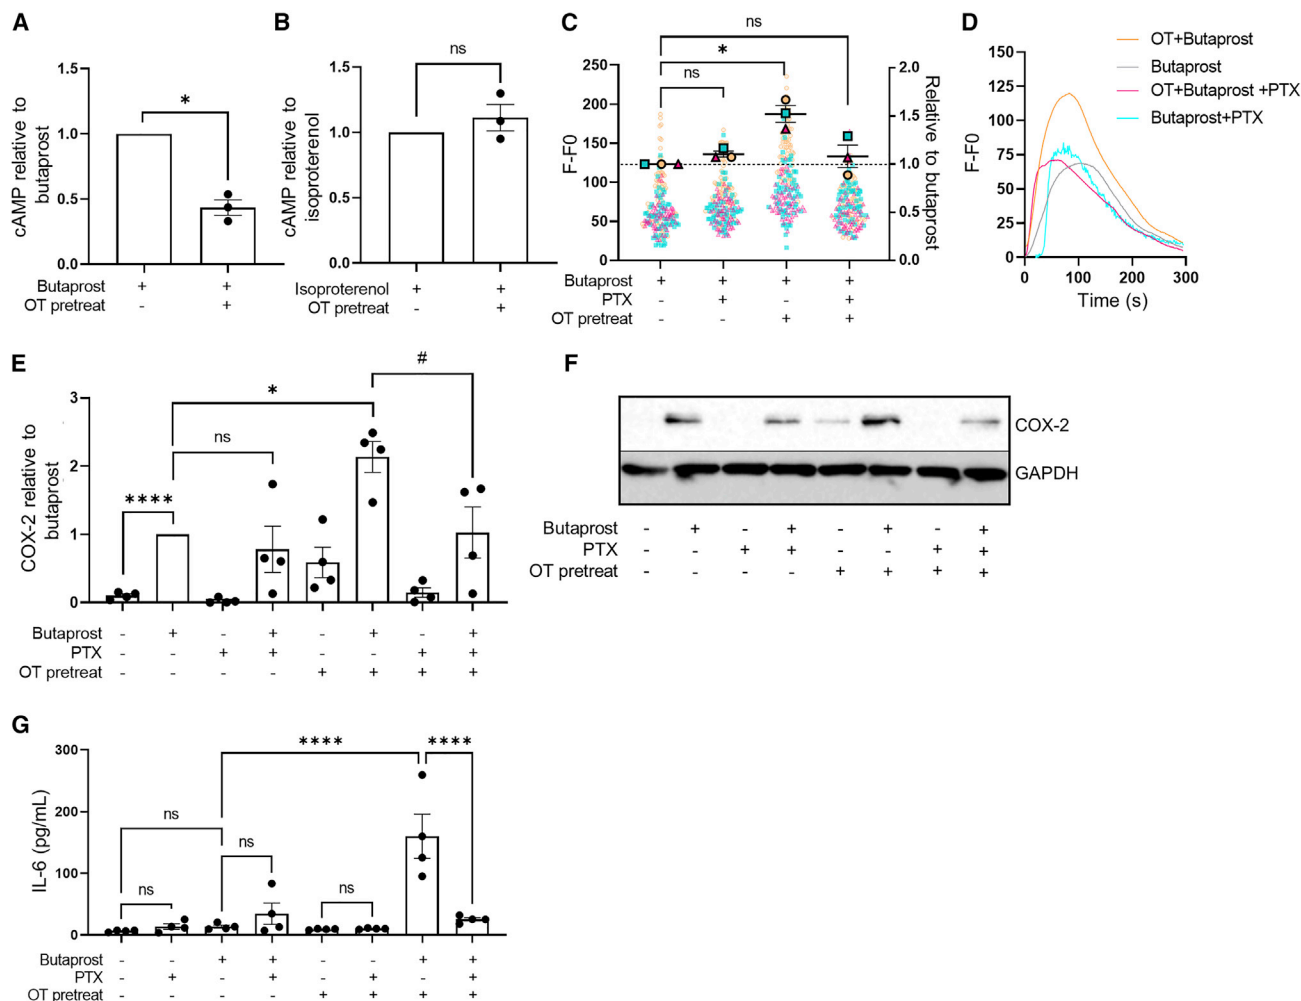 A
cAMP relative to
butaprost
1.5
1.0
0.5
0.0
*
Butaprost + +
OT pretreat - +
B
cAMP relative to
isoproterenol
1.5
1.0
0.5
0.0
ns
Isoproterenol + +
OT pretreat - +
C
F-F0
250
200
150
100
50
0
ns
*
ns
2.0
1.5
1.0
0.5
0.0
Relative to butaprost
Butaprost + + + +
PTX - + - +
OT pretreat - - + +
D
F-F0
150
100
50
0
0 100 200 300
Time (s)
OT+Butaprost
Butaprost
OT+Butaprost +PTX
Butaprost+PTX
E
COX-2 relative to
butaprost
3
2
1
0
****
ns
*
#
Butaprost - + - + - + - +
PTX - - + + - - + +
OT pretreat - - - - + + + +
F
COX-2
GAPDH
Butaprost - + - + - + - +
PTX - - + + - - + +
OT pretreat - - - - + + + +
G
IL-6 (pg/mL)
300
200
100
0
ns
ns
ns
ns
****
****
Butaprost - - + + - - + +
PTX - + - + - + - +
OT pretreat - - - - + + + +